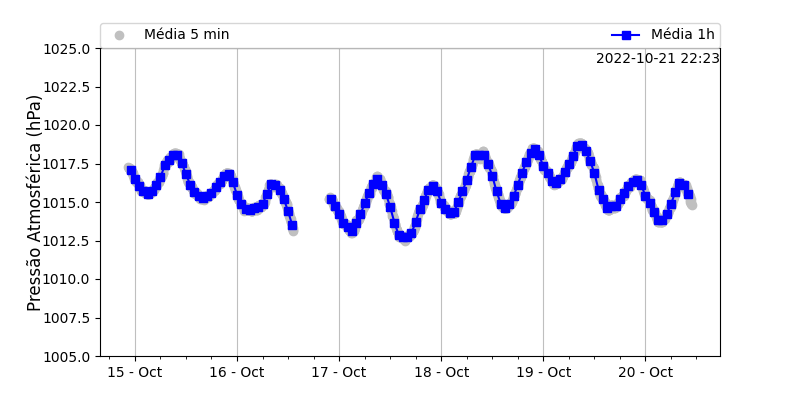 Média 5 min
Média 1h
2022-10-21 22:23
Pressão Atmosférica (hPa)
1025.0
1022.5
1020.0
1017.5
1015.0
1012.5
1010.0
1007.5
1005.0
15 - Oct
16 - Oct
17 - Oct
18 - Oct
19 - Oct
20 - Oct